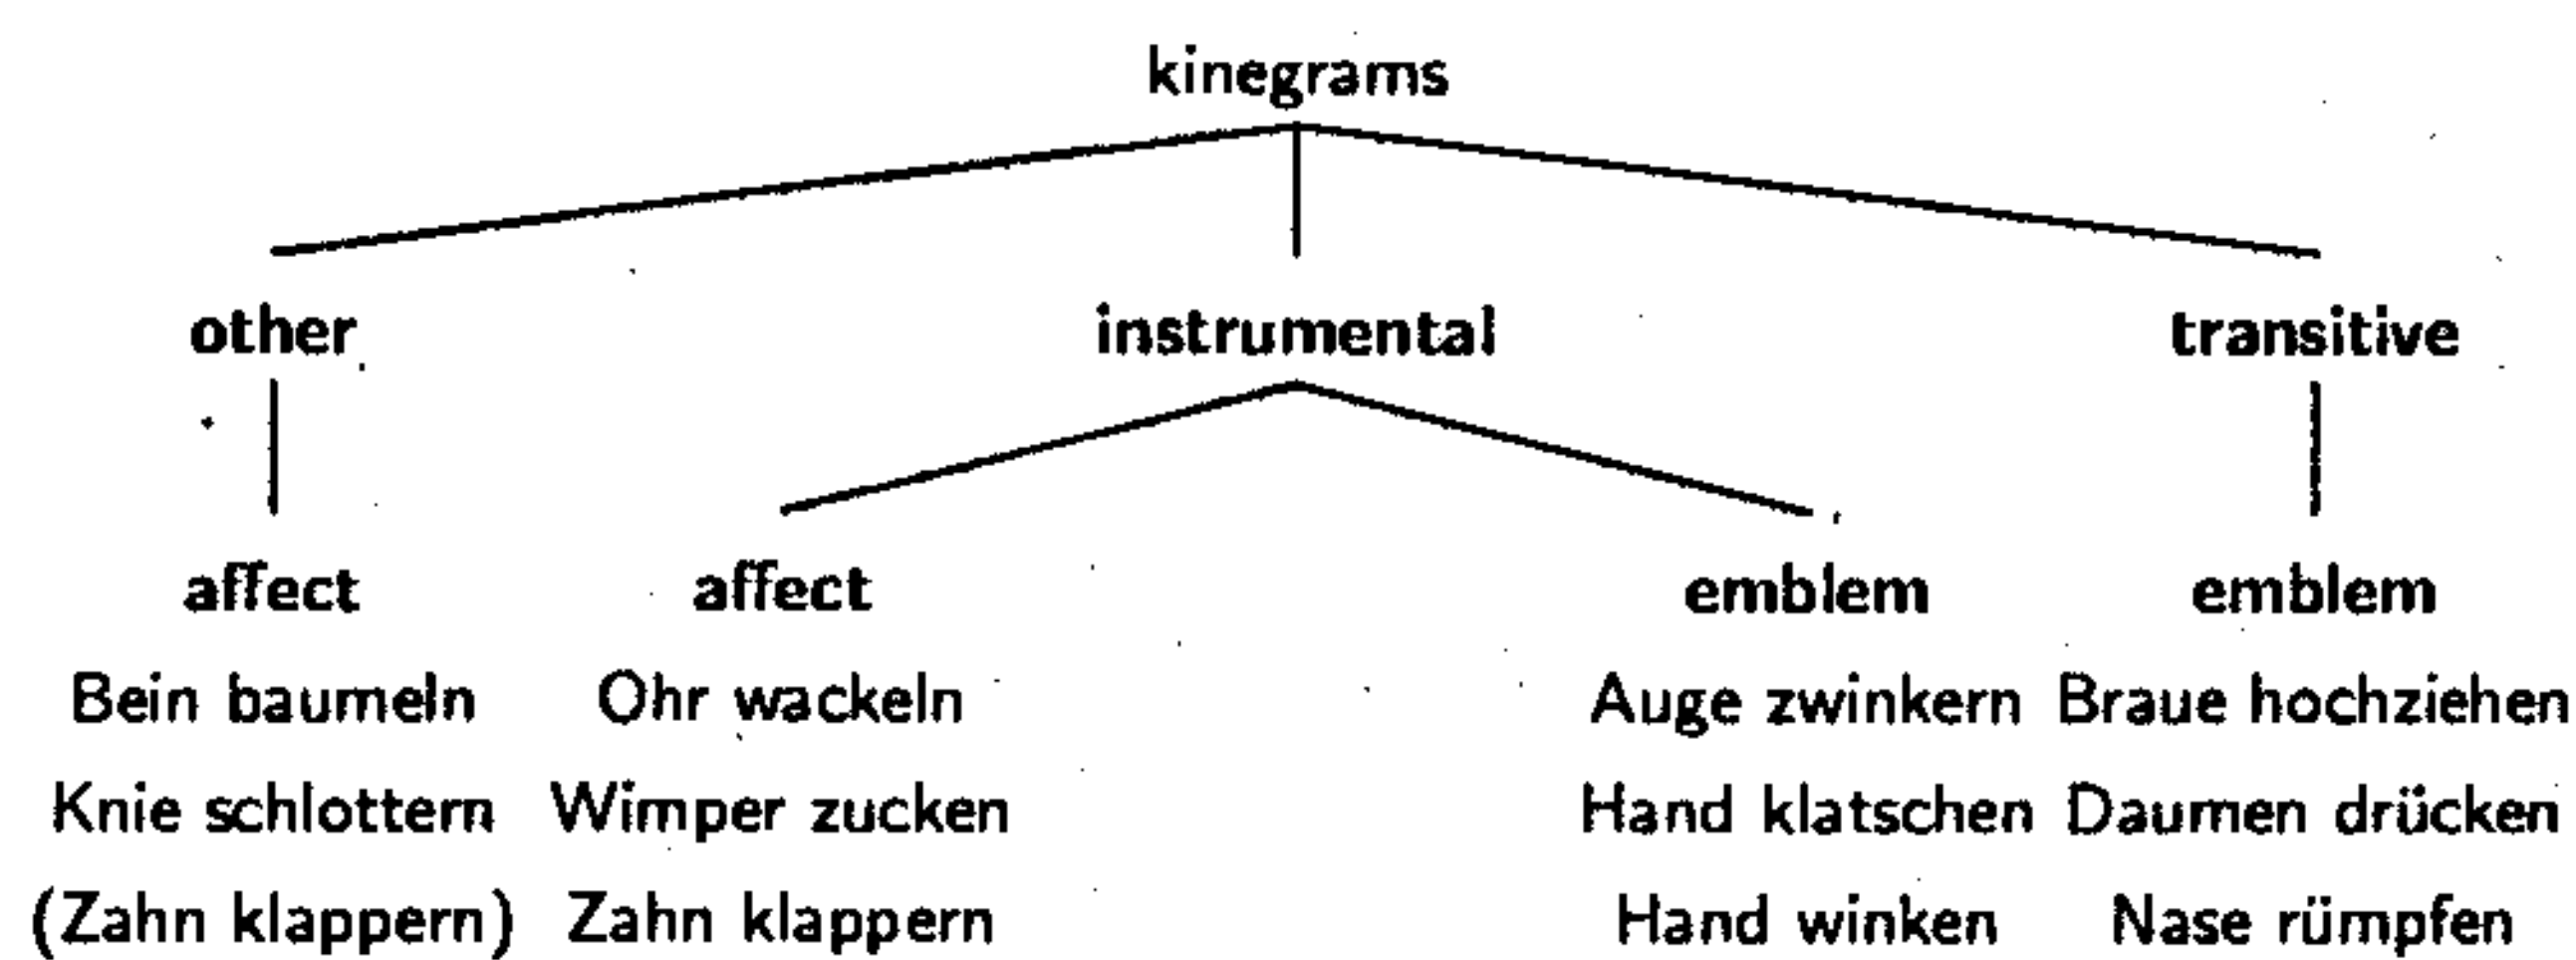 kinegrams
other instrumental transitive
affect affect emblem emblem
Bein baumeln Ohr wackeln Auge zwinkern Braue hochziehen
Knie schlottern Wimper zucken Hand klatschen Daumen drücken
(Zahn klappern) Zahn klappern Hand winken Nase rümpfen